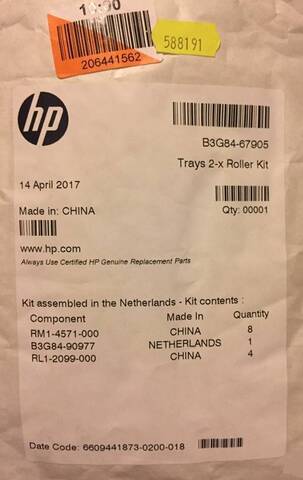 206441562
588191
hp
B3G84-67905
Trays 2-x Roller Kit
14 April 2017
Made in: CHINA
Qty: 00001
www.hp.com
Always Use Certified HP Genuine Replacement Parts
Kit assembled in the Netherlands - Kit contents :
Component Made In Quantity
RM1-4571-000 CHINA 8
B3G84-90977 NETHERLANDS 1
RL1-2099-000 CHINA 4
Date Code: 6609441873-0200-018